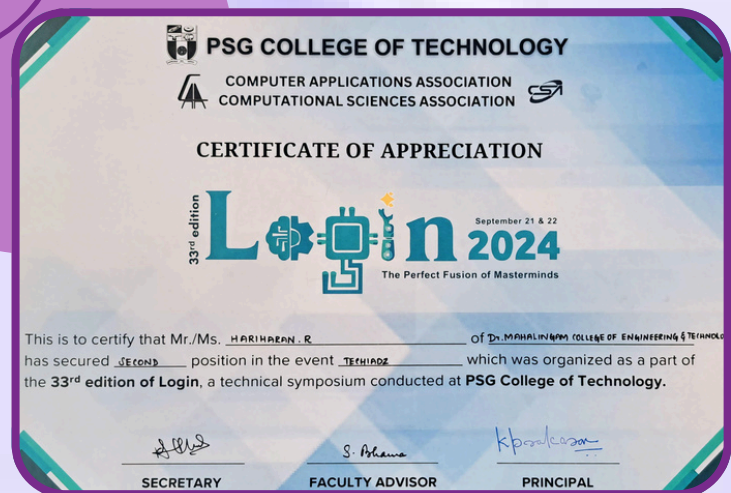 PSG COLLEGE OF TECHNOLOGY
COMPUTER APPLICATIONS ASSOCIATION
COMPUTATIONAL SCIENCES ASSOCIATION
CSA
CERTIFICATE OF APPRECIATION
33rd edition
Login
September 21 & 22
2024
The Perfect Fusion of Masterminds
This is to certify that Mr./Ms. HARIHARAN.R of Dr.MAHALINGAM COLLEGE OF ENGINEERING & TECHNOLO
has secured SECOND position in the event TECHIADZ which was organized as a part of
the 33rd edition of Login, a technical symposium conducted at PSG College of Technology.
S. Bhama
SECRETARY FACULTY ADVISOR PRINCIPAL